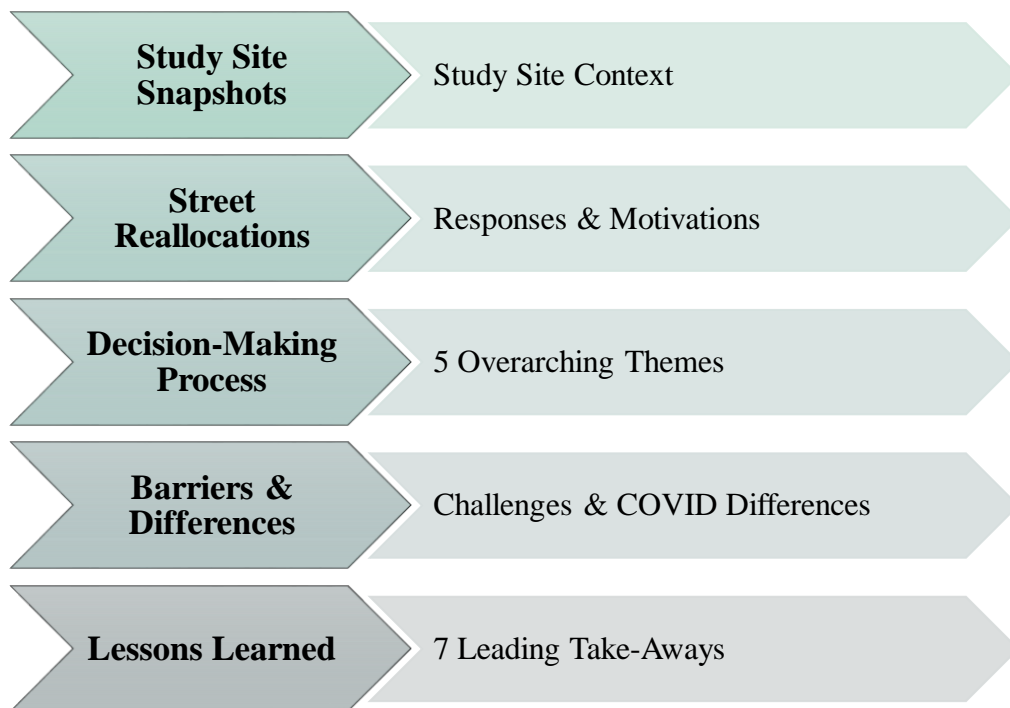 Study Site
Snapshots
Study Site Context
Street
Reallocations
Responses & Motivations
Decision-Making
Process
5 Overarching Themes
Barriers &
Differences
Challenges & COVID Differences
Lessons Learned
7 Leading Take-Aways